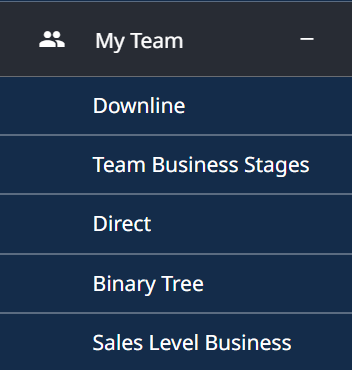 My Team
Downline
Team Business Stages
Direct
Binary Tree
Sales Level Business